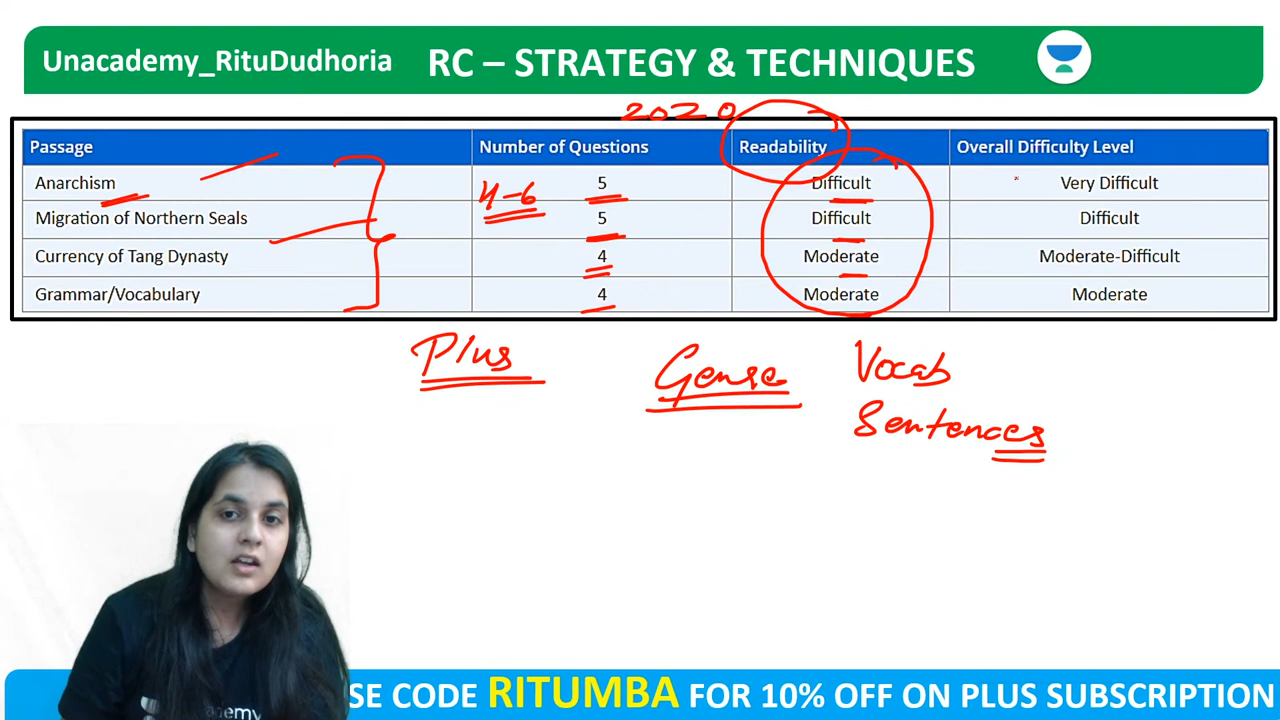 Unacademy_RituDudhoria RC – STRATEGY & TECHNIQUES
2020
Passage Number of Questions Readability Overall Difficulty Level
Anarchism 5 Difficult Very Difficult
4-6
Migration of Northern Seals 5 Difficult Difficult
Currency of Tang Dynasty 4 Moderate Moderate-Difficult
Grammar/Vocabulary 4 Moderate Moderate
Plus Gense Vocab
Sentences
SE CODE RITUMBA FOR 10% OFF ON PLUS SUBSCRIPTION